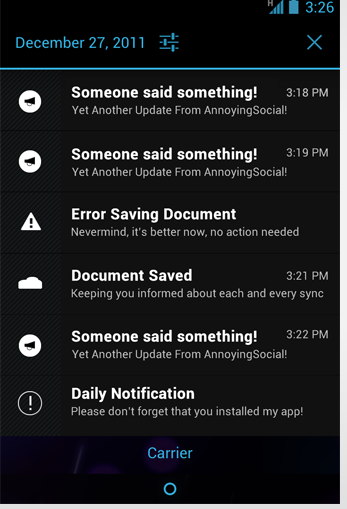 H 3:26
December 27, 2011
Someone said something! 3:18 PM
Yet Another Update From AnnoyingSocial!
Someone said something! 3:19 PM
Yet Another Update From AnnoyingSocial!
Error Saving Document
Nevermind, it's better now, no action needed
Document Saved 3:21 PM
Keeping you informed about each and every sync
Someone said something! 3:22 PM
Yet Another Update From AnnoyingSocial!
Daily Notification
Please don't forget that you installed my app!
Carrier